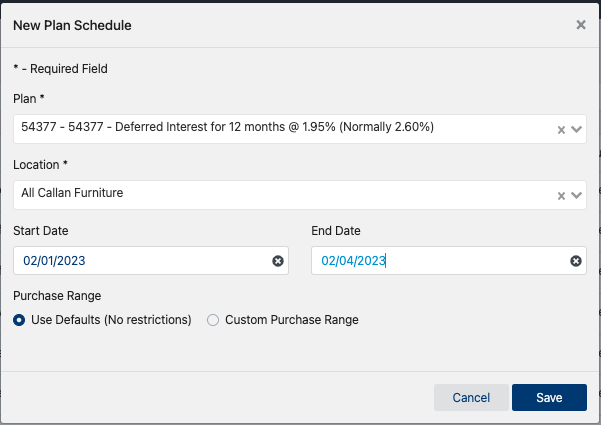 New Plan Schedule
* - Required Field
Plan *
54377 - 54377 - Deferred Interest for 12 months @ 1.95% (Normally 2.60%)
Location *
All Callan Furniture
Start Date End Date
02/01/2023 02/04/2023
Purchase Range
Use Defaults (No restrictions) Custom Purchase Range
Cancel Save